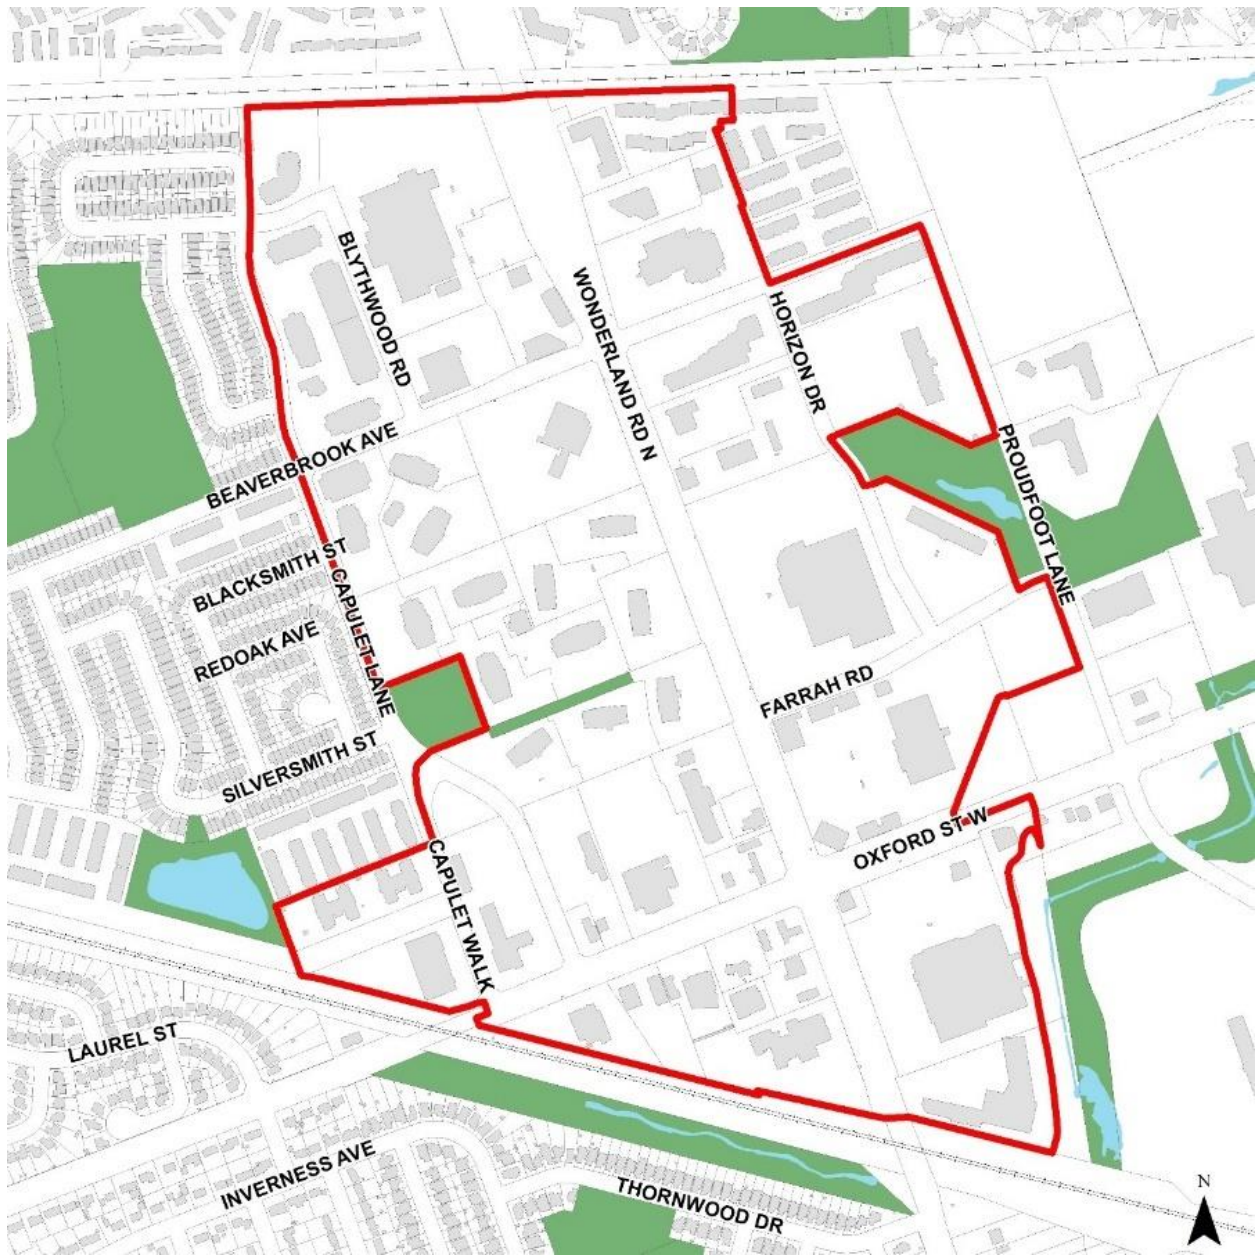 BLYTHWOOD RD
WONDERLAND RD N
HORIZON DR
BEAVERBROOK AVE
PROUDFOOT LANE
BLACKSMITH ST
CAPULET LANE
REDOAK AVE
FARRAH RD
SILVERSMITH ST
OXFORD ST W
CAPULET WALK
LAUREL ST
INVERNESS AVE
THORNWOOD DR
N